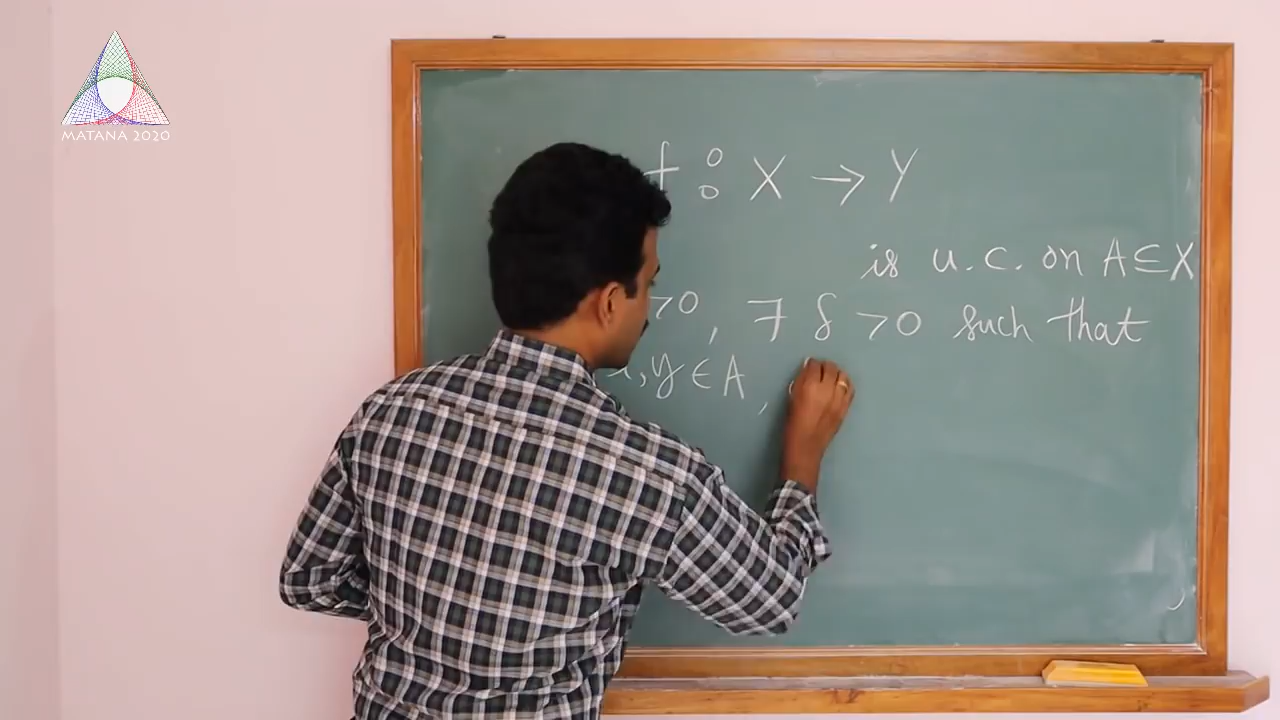 MATANA 2020
f : X → Y
is u.c. on A ⊆ X
>0, ∃ δ >0 such that
x, y ∈ A,